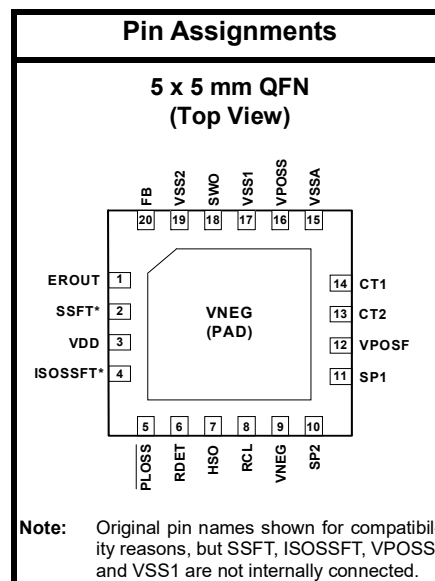 Pin Assignments
5 x 5 mm QFN
(Top View)
FB
VSS2
SWO
VSS1
VPOSS
VSSA
20
19
18
17
16
15
EROUT 1
SSFT* 2
VDD 3
ISOSSFT* 4
VNEG
(PAD)
14 CT1
13 CT2
12 VPOSF
11 SP1
5
6
7
8
9
10
PLOSS
RDET
HSO
RCL
VNEG
SP2
Note: Original pin names shown for compatibil-
ity reasons, but SSFT, ISOSSFT, VPOSS
and VSS1 are not internally connected.